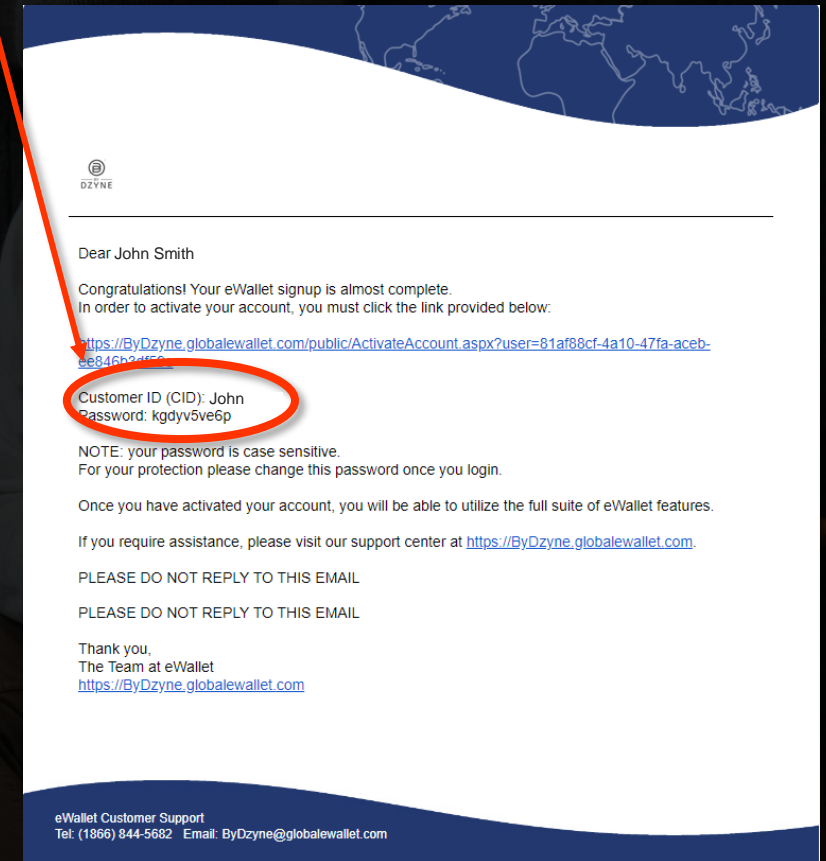 BY
DZYNE
Dear John Smith
Congratulations! Your eWallet signup is almost complete.
In order to activate your account, you must click the link provided below:
https://ByDzyne.globalewallet.com/public/ActivateAccount.aspx?user=81af88cf-4a10-47fa-aceb-
ee846b3df59c
Customer ID (CID): John
Password: kgdyv5ve6p
NOTE: your password is case sensitive.
For your protection please change this password once you login.
Once you have activated your account, you will be able to utilize the full suite of eWallet features.
If you require assistance, please visit our support center at https://ByDzyne.globalewallet.com.
PLEASE DO NOT REPLY TO THIS EMAIL
PLEASE DO NOT REPLY TO THIS EMAIL
Thank you,
The Team at eWallet
https://ByDzyne.globalewallet.com
eWallet Customer Support
Tel: (1866) 844-5682 Email: ByDzyne@globalewallet.com